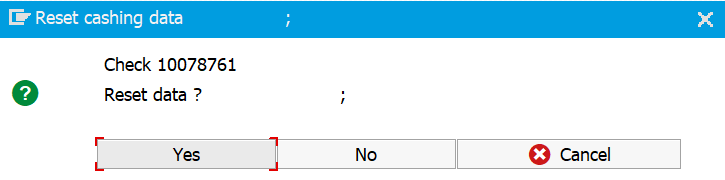 Reset cashing data ;
Check 10078761
Reset data ? ;
Yes No Cancel